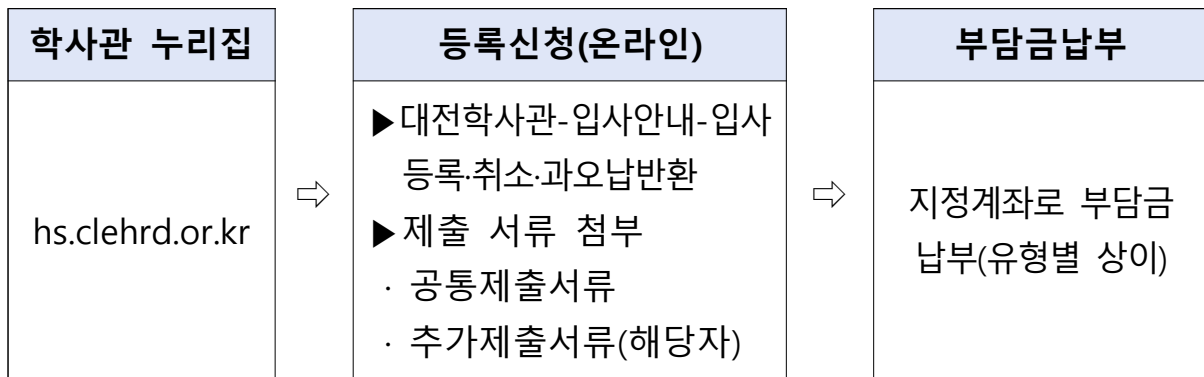 학사관 누리집
hs.clehrd.or.kr
⇨
등록신청(온라인)
▶대전학사관-입사안내-입사
등록·취소·과오납반환
▶제출 서류 첨부
· 공통제출서류
· 추가제출서류(해당자)
⇨
부담금납부
지정계좌로 부담금
납부(유형별 상이)